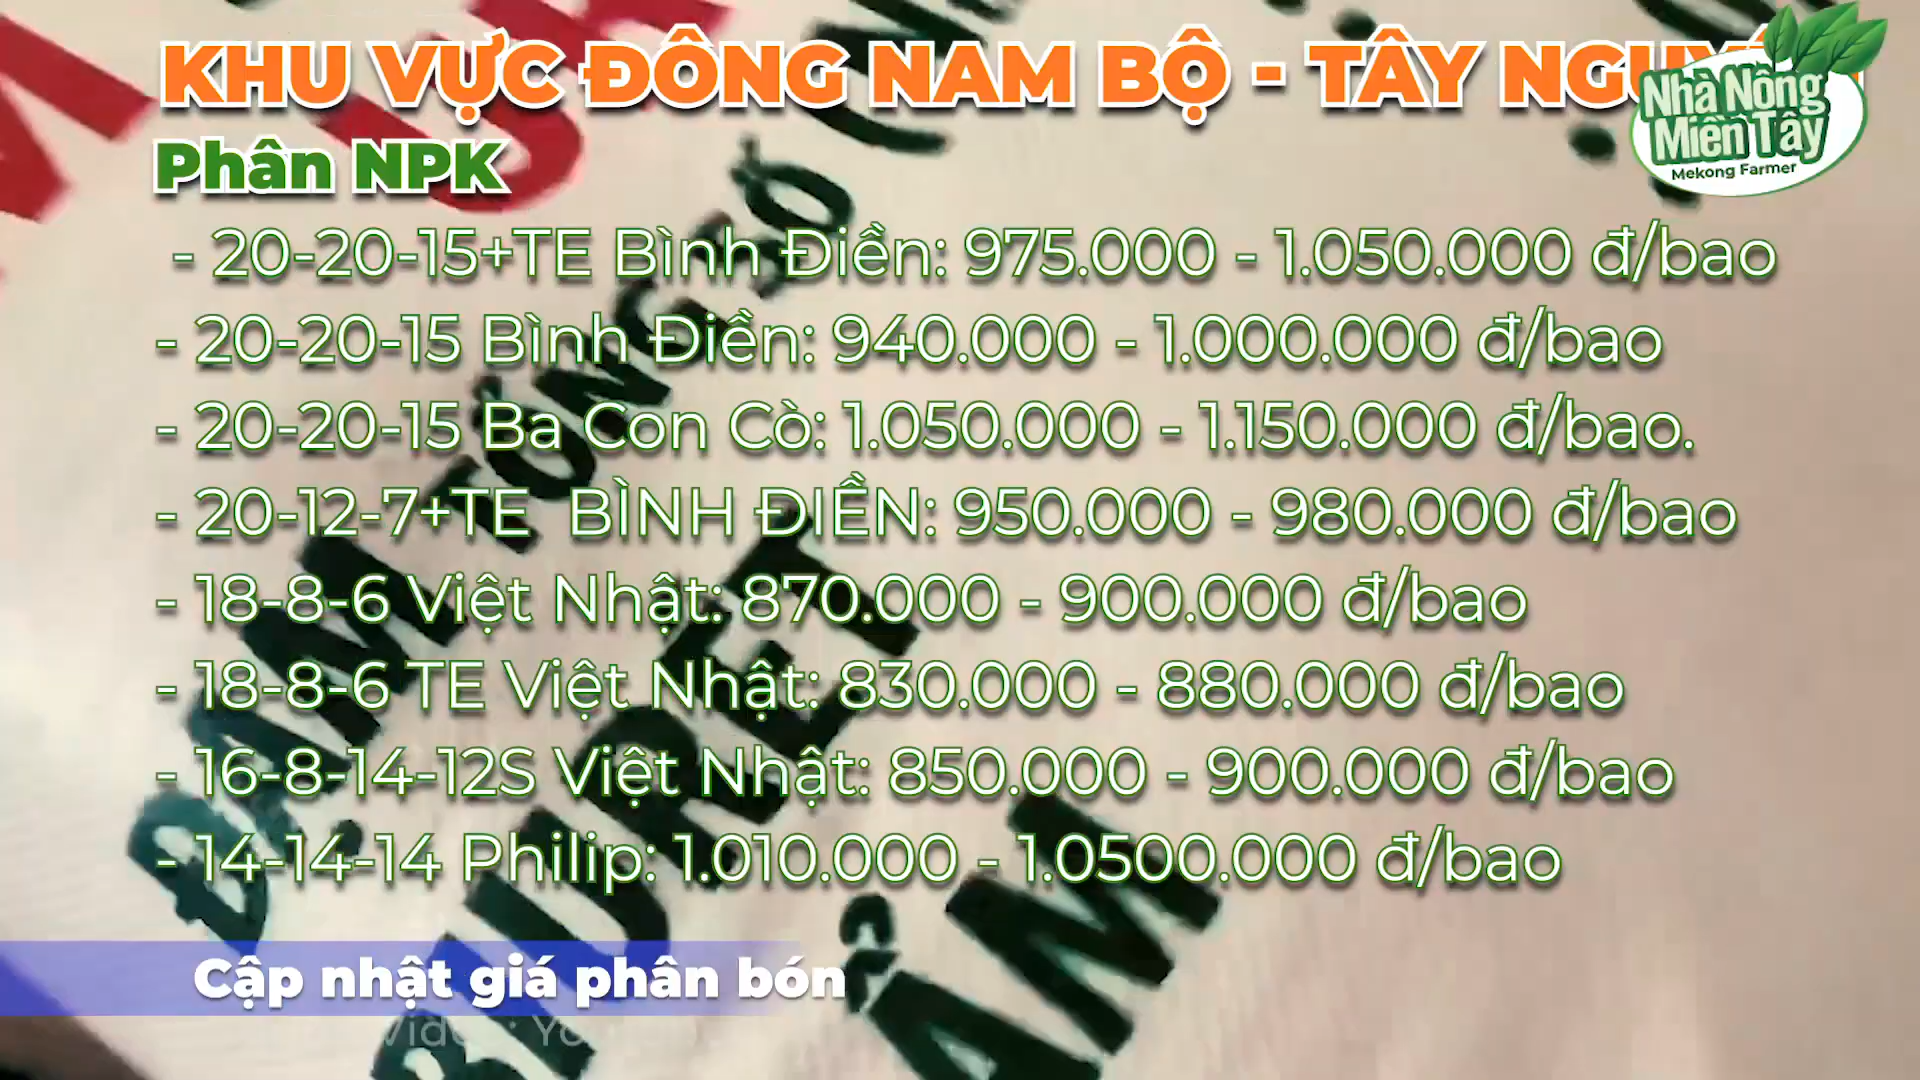 KHU VỰC ĐÔNG NAM BỘ - TÂY
Nhà Nông
Miền Tây
Mekong Farmer
Phân NPK
- 20-20-15+TE Bình Điền: 975.000 - 1.050.000 đ/bao
- 20-20-15 Bình Điền: 940.000 - 1.000.000 đ/bao
- 20-20-15 Ba Con Cò: 1.050.000 - 1.150.000 đ/bao.
- 20-12-7+TE BÌNH ĐIỀN: 950.000 - 980.000 đ/bao
- 18-8-6 Việt Nhật: 870.000 - 900.000 đ/bao
- 18-8-6 TE Việt Nhật: 830.000 - 880.000 đ/bao
- 16-8-14-12S Việt Nhật: 850.000 - 900.000 đ/bao
- 14-14-14 Philip: 1.010.000 - 1.0500.000 đ/bao
ĐẠM TỔNG SỐ
BIURET
ẨM
Cập nhật giá phân bón